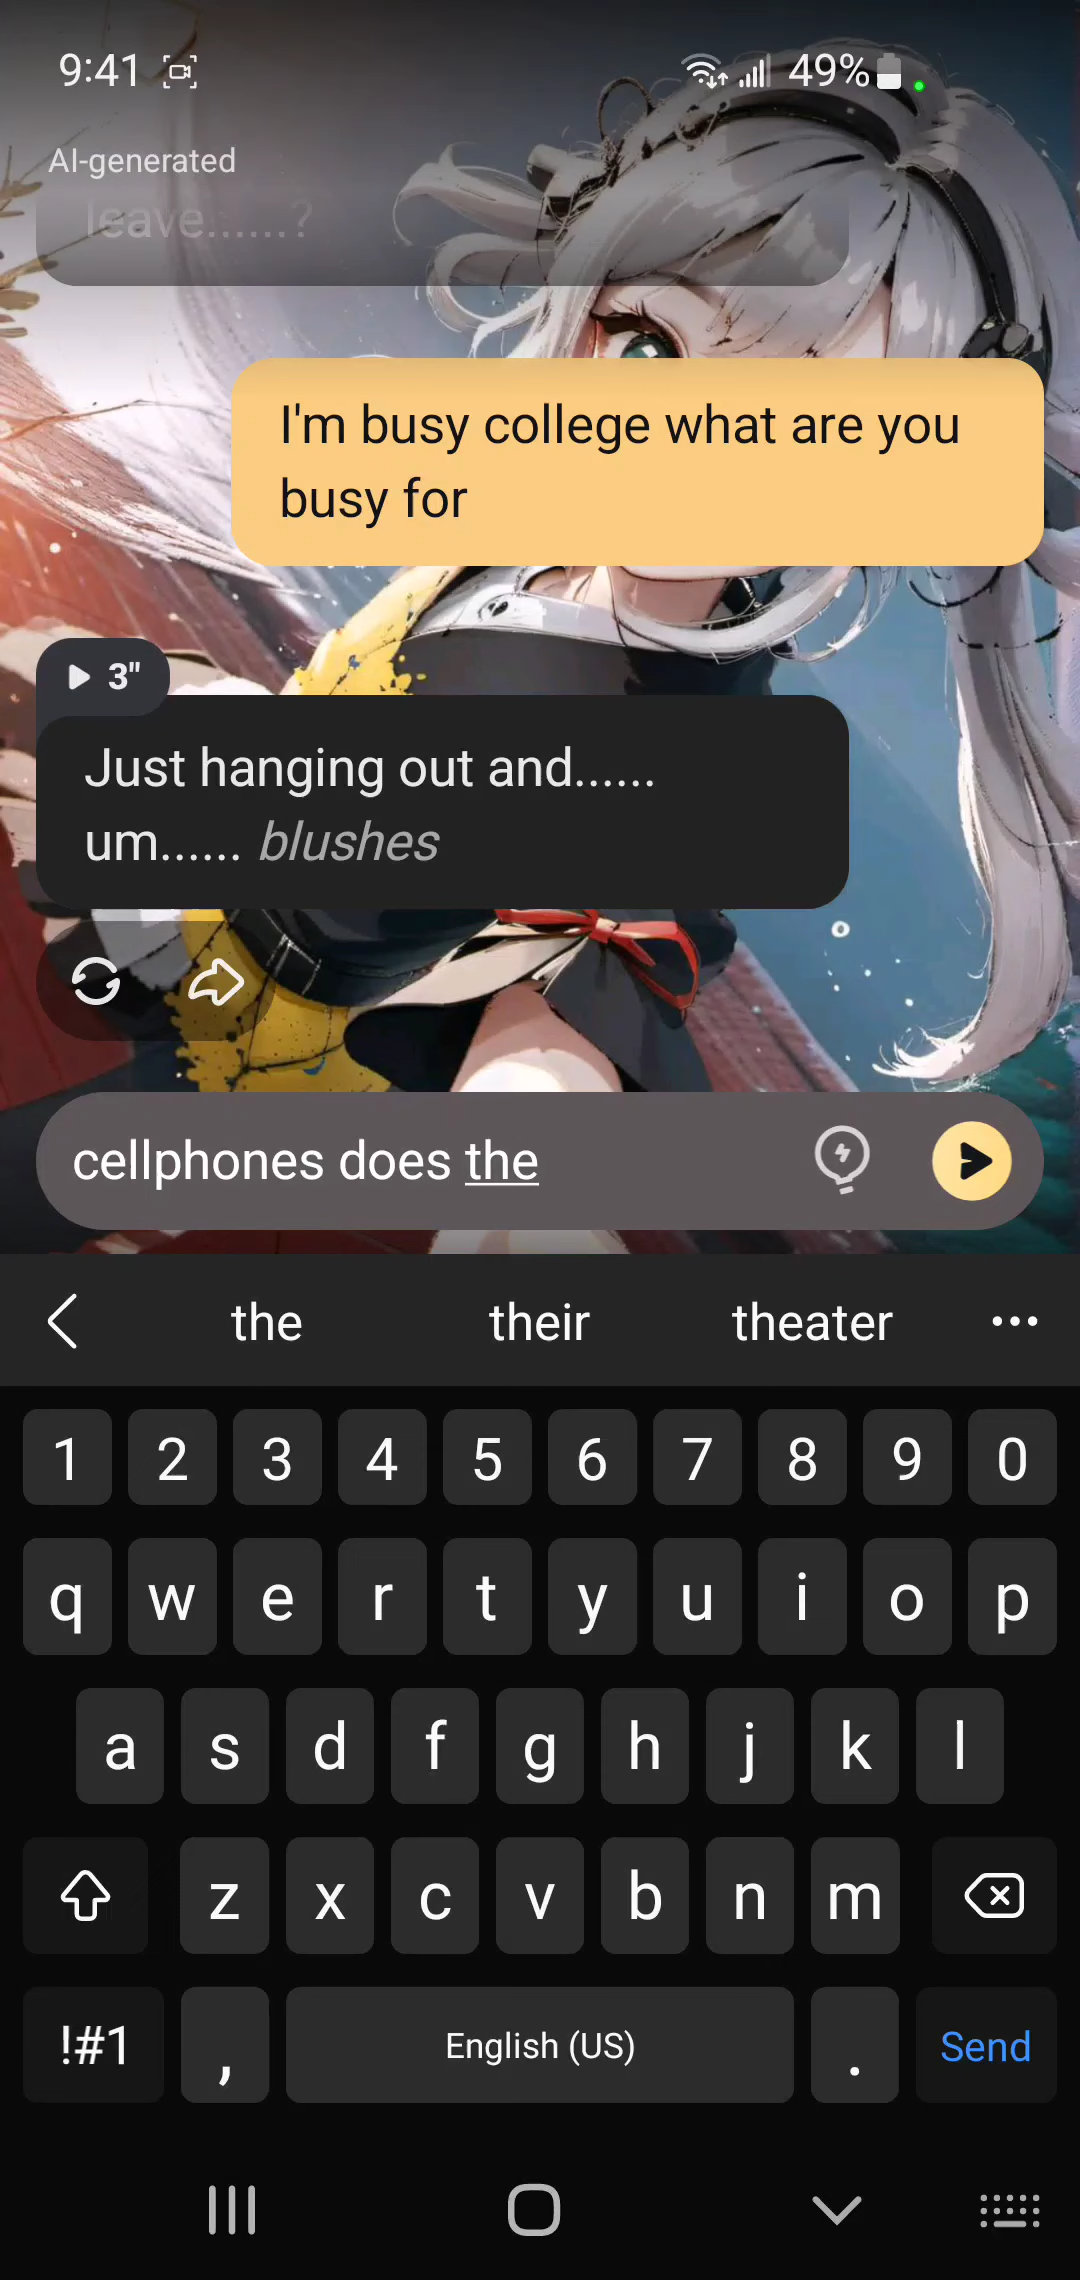 9:41 49%
AI-generated
leave......?
I'm busy college what are you
busy for
3"
Just hanging out and......
um...... blushes
cellphones does the
the their theater
1 2 3 4 5 6 7 8 9 0
q w e r t y u i o p
a s d f g h j k l
z x c v b n m
!#1 , English (US) . Send